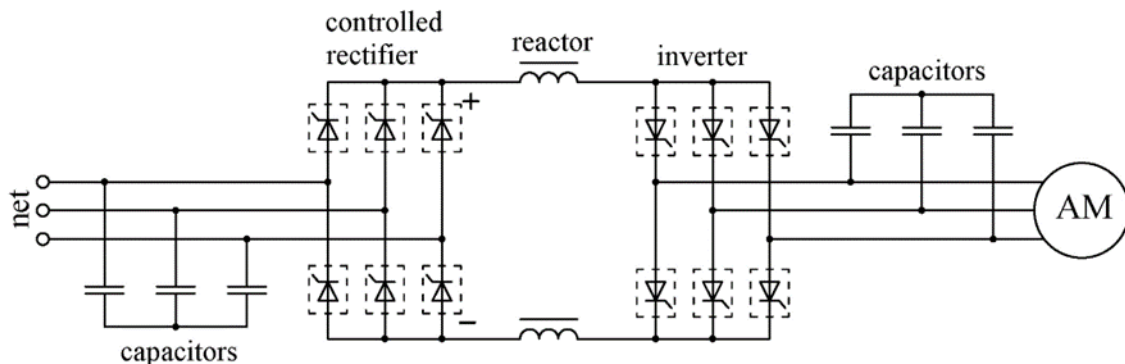 controlled
rectifier
reactor
inverter
capacitors
+
net
AM
−
capacitors